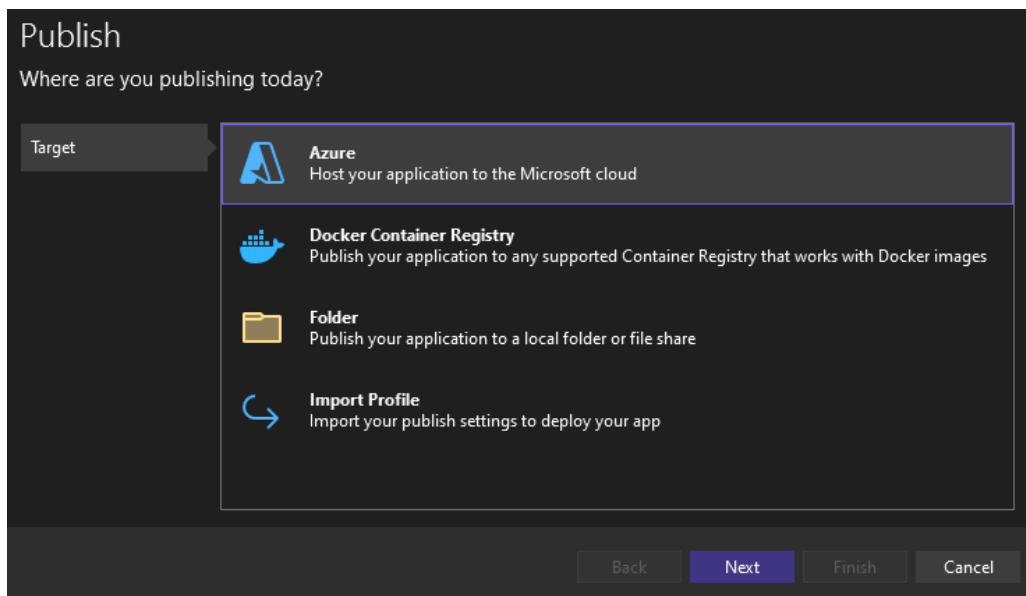 Publish
Where are you publishing today?
Target
Azure
Host your application to the Microsoft cloud
Docker Container Registry
Publish your application to any supported Container Registry that works with Docker images
Folder
Publish your application to a local folder or file share
Import Profile
Import your publish settings to deploy your app
Back
Next
Finish
Cancel